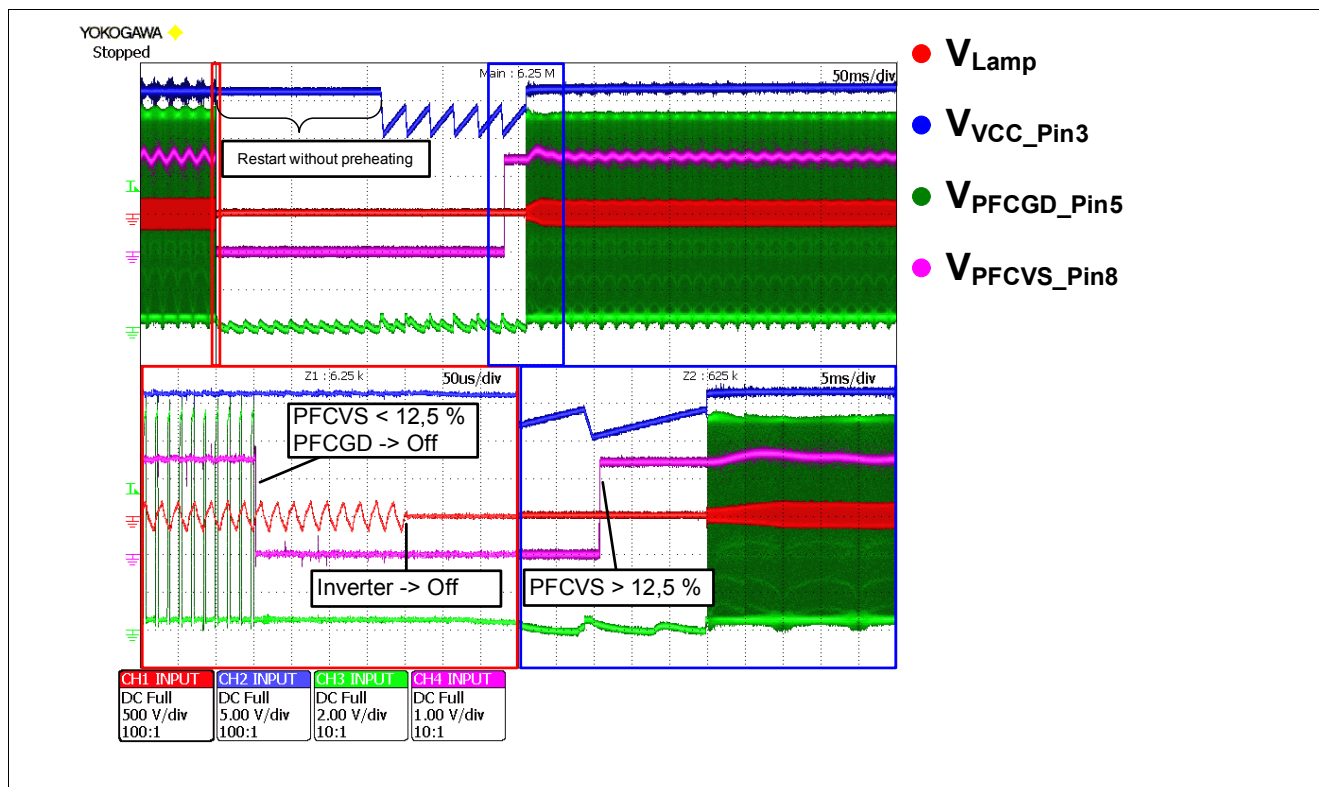 YOKOGAWA
Stopped
Main : 6.25 M
50ms/div
Restart without preheating
Z1 : 6.25 k
50us/div
Z2 : 625 k
5ms/div
PFCVS < 12,5 %
PFCGD -> Off
Inverter -> Off
PFCVS > 12,5 %
CH1 INPUT
DC Full
500 V/div
100:1
CH2 INPUT
DC Full
5.00 V/div
100:1
CH3 INPUT
DC Full
2.00 V/div
10:1
CH4 INPUT
DC Full
1.00 V/div
10:1
VLamp
VVCC_Pin3
VPFCGD_Pin5
VPFCVS_Pin8